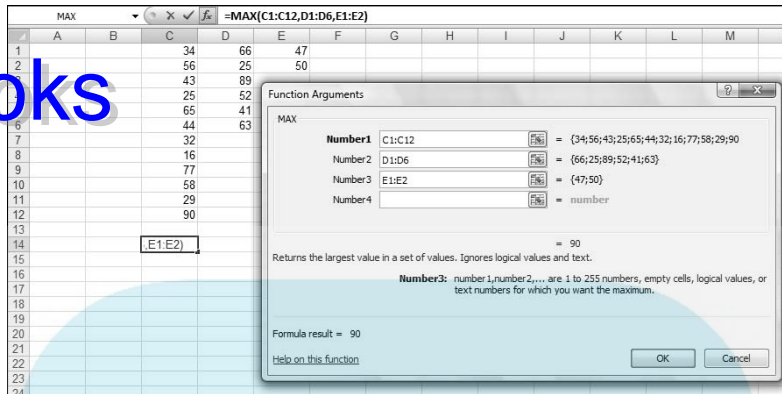 MAX =MAX(C1:C12,D1:D6,E1:E2)
A B C D E F G H I J K L M
1 34 66 47
2 56 25 50
oks
43 89
25 52
65 41
6 44 63
7 32
8 16
9 77
10 58
11 29
12 90
13
14 ,E1:E2)
15
16
17
18
19
20
21
22
23
24
Function Arguments
MAX
Number1 C1:C12 = {34;56;43;25;65;44;32;16;77;58;29;90
Number2 D1:D6 = {66;25;89;52;41;63}
Number3 E1:E2 = {47;50}
Number4 = number
= 90
Returns the largest value in a set of values. Ignores logical values and text.
Number3: number1,number2,... are 1 to 255 numbers, empty cells, logical values, or
text numbers for which you want the maximum.
Formula result = 90
Help on this function
OK Cancel